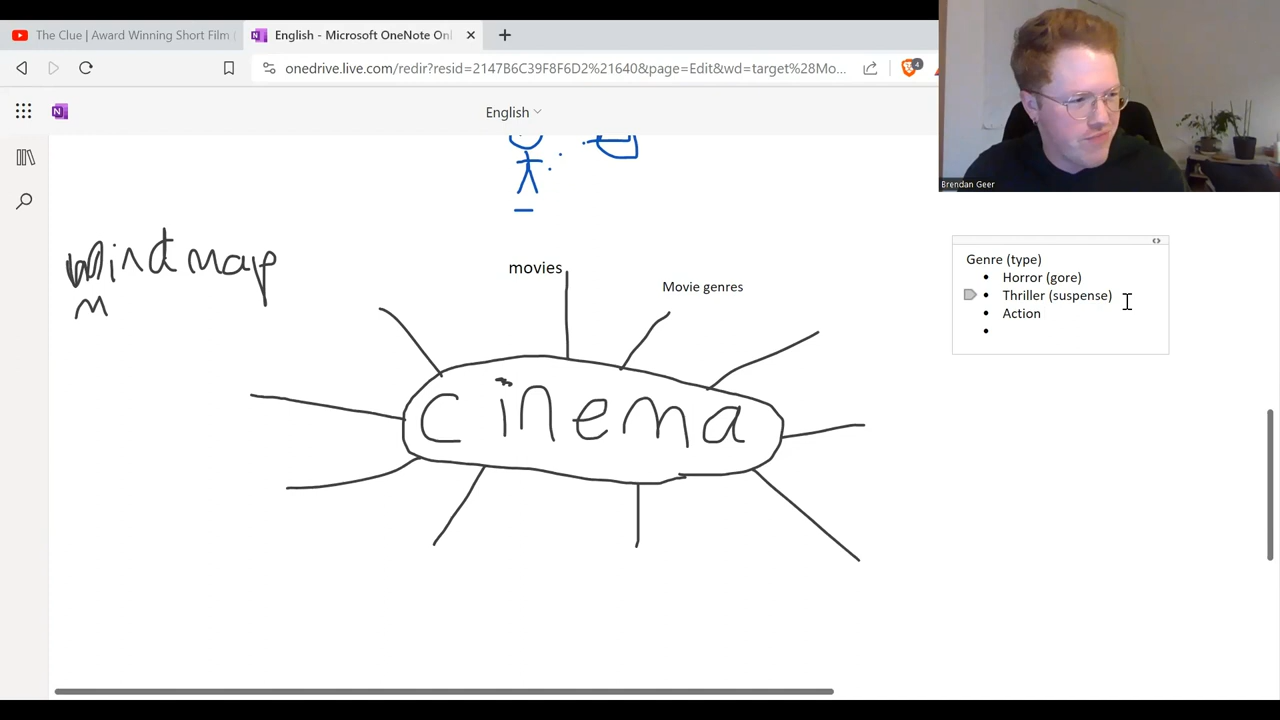 The Clue | Award Winning Short Film (
English - Microsoft OneNote Onl
onedrive.live.com/redir?resid=2147B6C39F8F6D2%21640&page=Edit&wd=target%28Mo...
4
English
Brendan Geer
Mind map
M
movies
Movie genres
cinema
Genre (type)
• Horror (gore)
• Thriller (suspense)
• Action
•